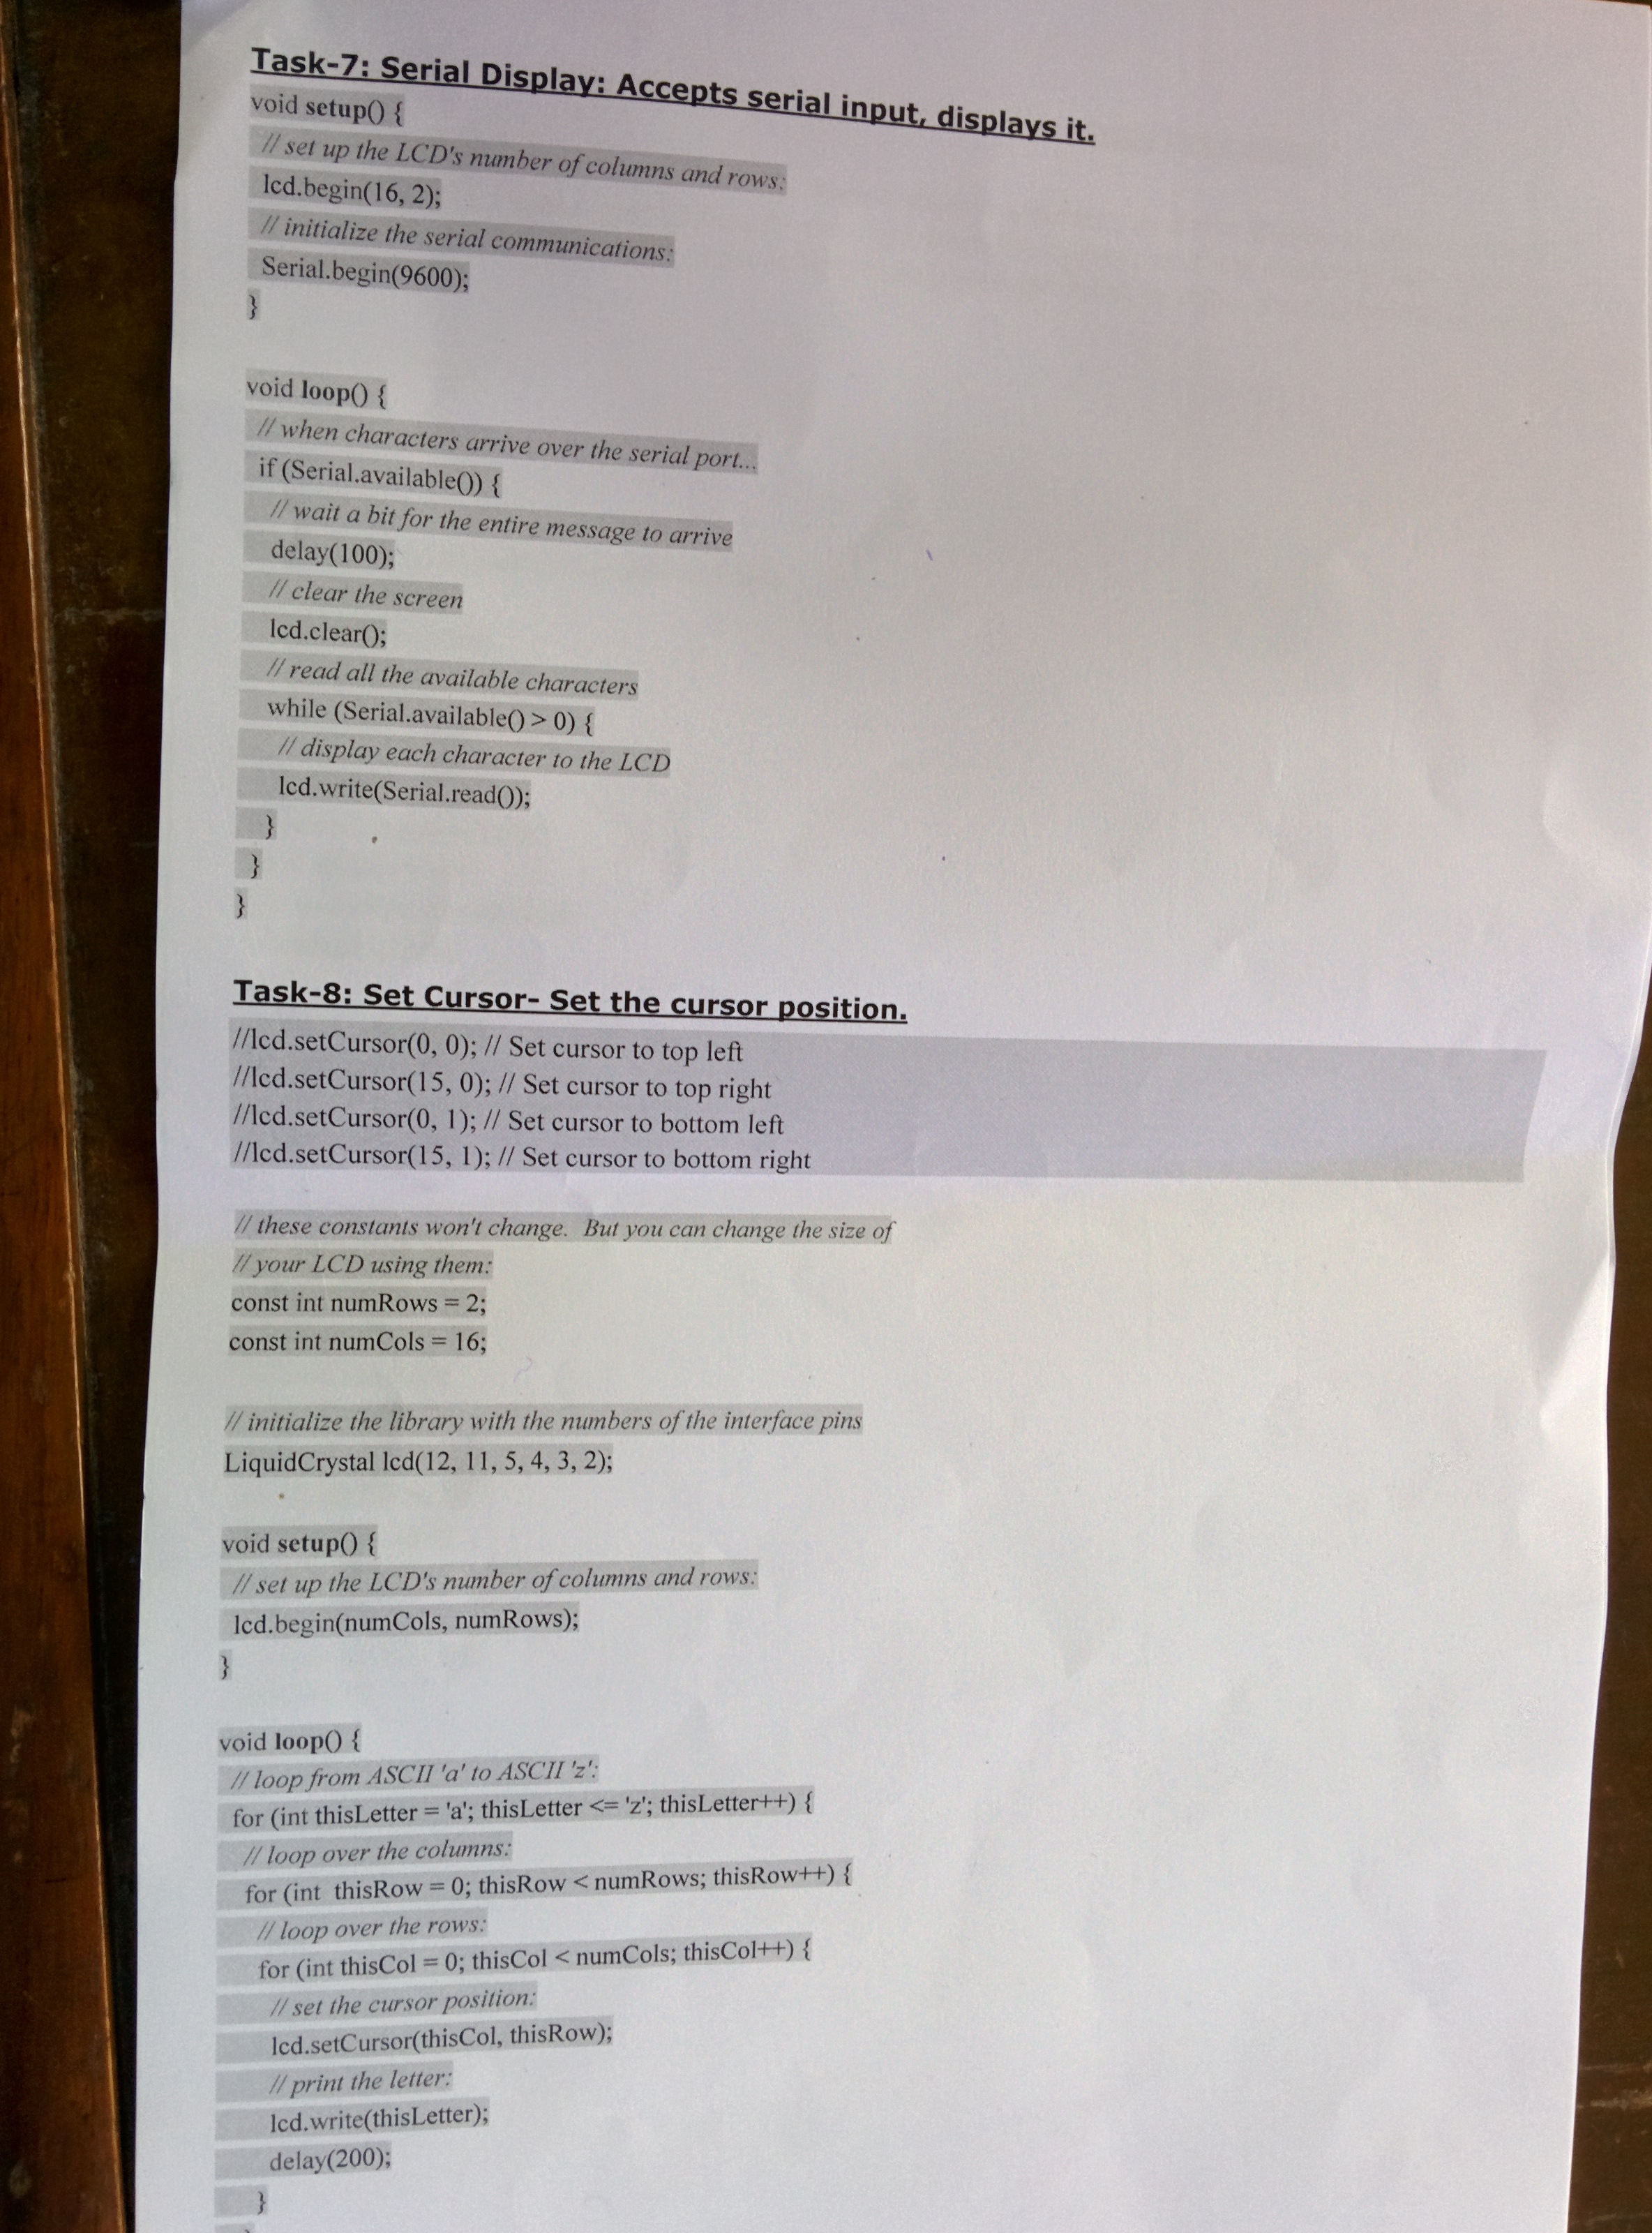 Task-7: Serial Display: Accepts serial input, displays it.
void setup() {
// set up the LCD's number of columns and rows:
lcd.begin(16, 2);
// initialize the serial communications:
Serial.begin(9600);
}
void loop() {
// when characters arrive over the serial port...
if (Serial.available()) {
// wait a bit for the entire message to arrive
delay(100);
// clear the screen
lcd.clear();
// read all the available characters
while (Serial.available() > 0) {
// display each character to the LCD
lcd.write(Serial.read());
}
}
}
Task-8: Set Cursor- Set the cursor position.
//lcd.setCursor(0, 0); // Set cursor to top left
//lcd.setCursor(15, 0); // Set cursor to top right
//lcd.setCursor(0, 1); // Set cursor to bottom left
//lcd.setCursor(15, 1); // Set cursor to bottom right
// these constants won't change.  But you can change the size of
// your LCD using them:
const int numRows = 2;
const int numCols = 16;
// initialize the library with the numbers of the interface pins
LiquidCrystal lcd(12, 11, 5, 4, 3, 2);
void setup() {
// set up the LCD's number of columns and rows:
lcd.begin(numCols, numRows);
}
void loop() {
// loop from ASCII 'a' to ASCII 'z':
for (int thisLetter = 'a'; thisLetter <= 'z'; thisLetter++) {
// loop over the columns:
for (int  thisRow = 0; thisRow < numRows; thisRow++) {
// loop over the rows:
for (int thisCol = 0; thisCol < numCols; thisCol++) {
// set the cursor position:
lcd.setCursor(thisCol, thisRow);
// print the letter:
lcd.write(thisLetter);
delay(200);
}